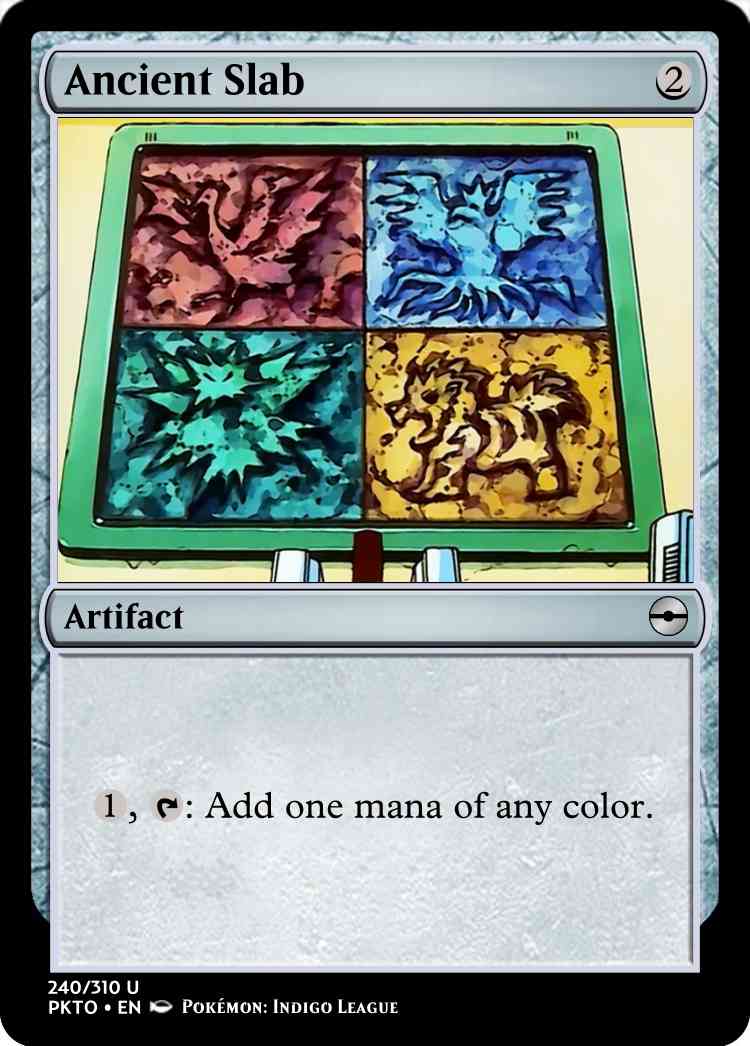 Ancient Slab 2
Artifact
1, : Add one mana of any color.
240/310 U
PKTO • EN Pokémon: Indigo League